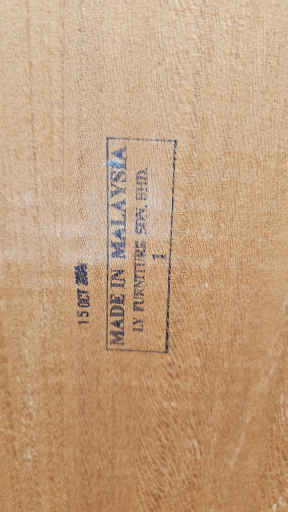 15 OCT
MADE IN MALAYSIA
LY FURNITURE SDN. BHD.
1